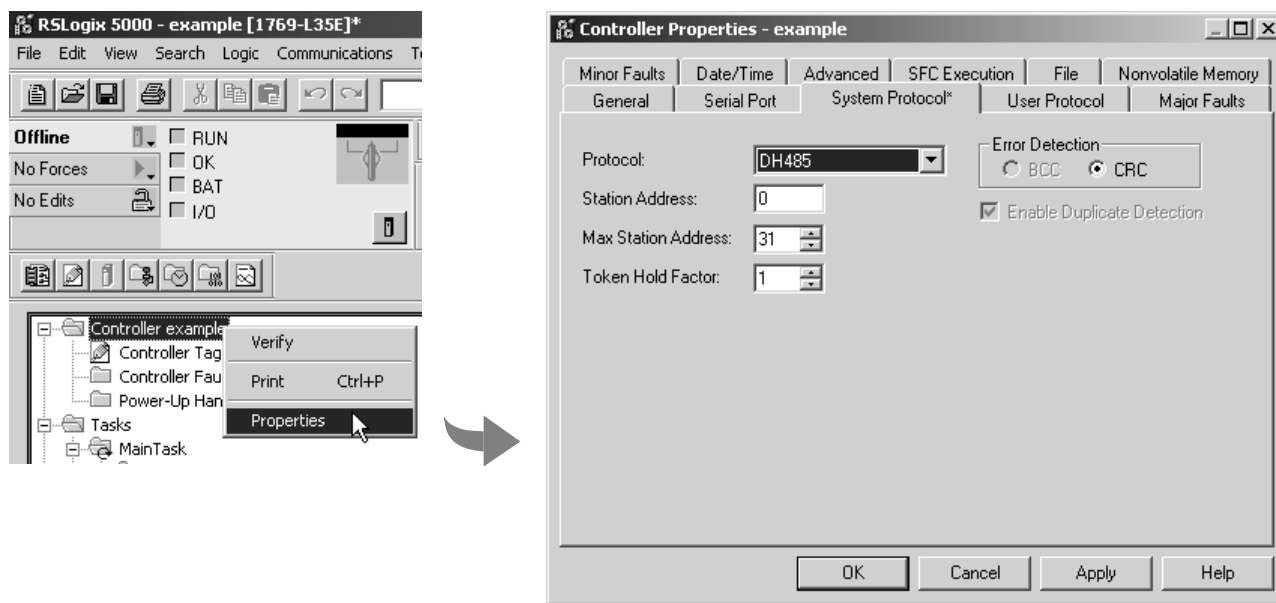 RSLogix 5000 - example [1769-L35E]*
File Edit View Search Logic Communications T
Offline
RUN
No Forces
OK
BAT
No Edits
I/O
Controller example
Controller Tag
Controller Fau
Power-Up Han
Tasks
MainTask
Verify
Print Ctrl+P
Properties
Controller Properties - example
Minor Faults Date/Time Advanced SFC Execution File Nonvolatile Memory
General Serial Port System Protocol* User Protocol Major Faults
Protocol: DH485
Station Address: 0
Max Station Address: 31
Token Hold Factor: 1
Error Detection
BCC CRC
Enable Duplicate Detection
OK Cancel Apply Help